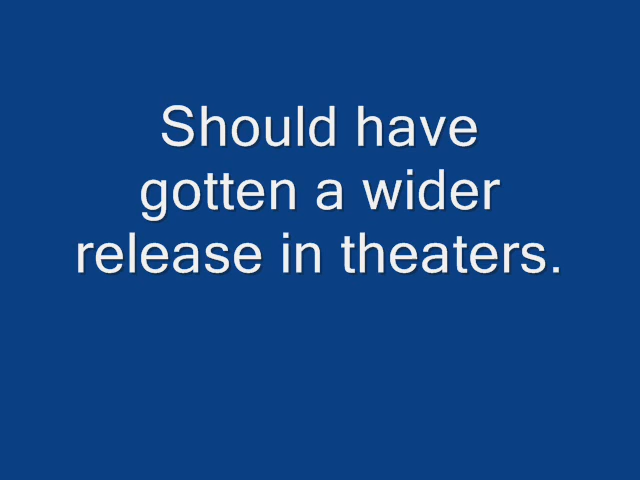 Should have
gotten a wider
release in theaters.